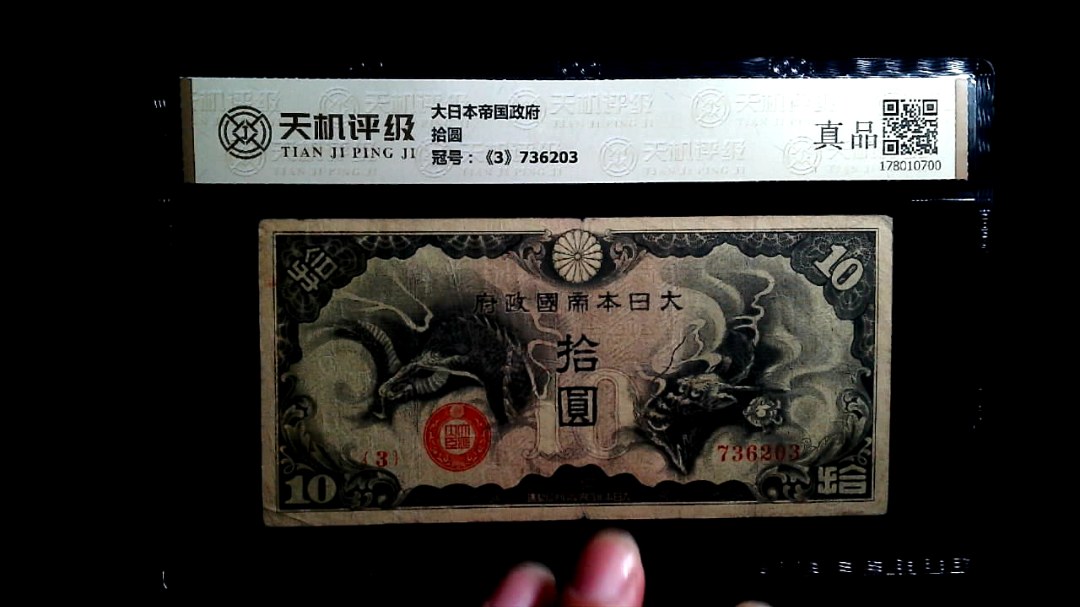 天机评级
TIAN JI PING JI
大日本帝国政府
拾圆
冠号：《3》736203
真品
178010700
拾
10
府政國帝本日大
拾
圓
10
(3)
736203
10
拾